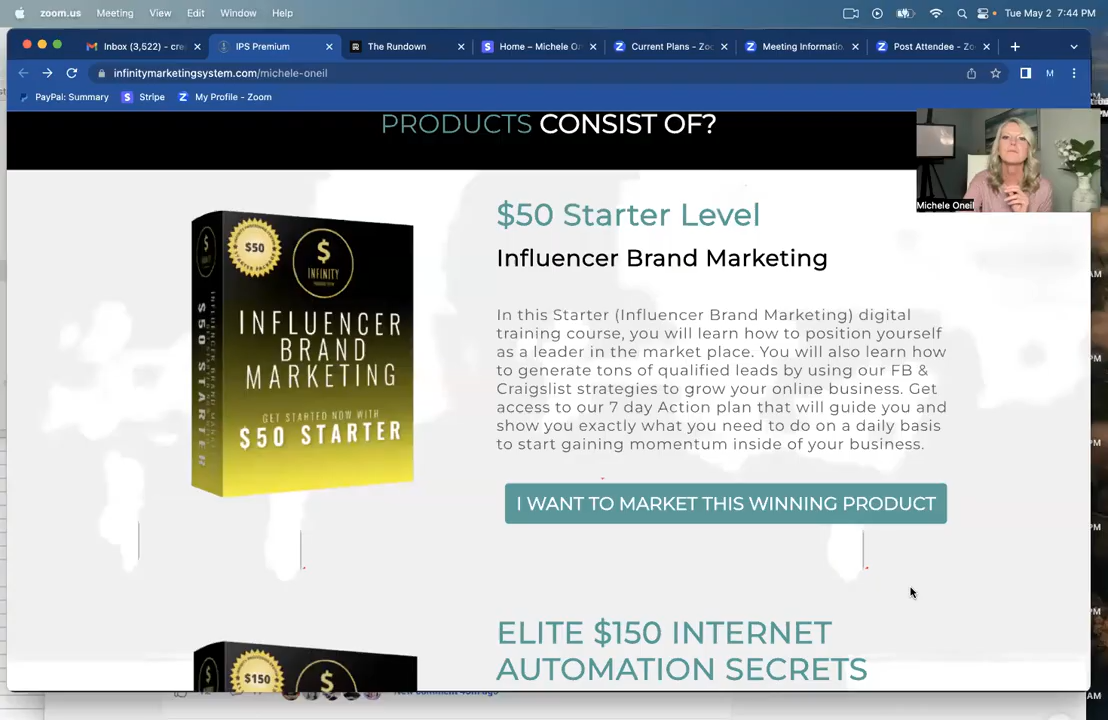 zoom.us Meeting View Edit Window Help Tue May 2 7:44 PM
Inbox (3,522) - cre IPS Premium The Rundown Home – Michele O Current Plans - Zo Meeting Informatio Post Attendee - Zo
infinitymarketingsystem.com/michele-oneil M
PayPal: Summary Stripe My Profile - Zoom
PRODUCTS CONSIST OF?
Michele Oneil
$50 Starter Level
Influencer Brand Marketing
In this Starter (Influencer Brand Marketing) digital
training course, you will learn how to position yourself
as a leader in the market place. You will also learn how
to generate tons of qualified leads by using our FB &
Craigslist strategies to grow your online business. Get
access to our 7 day Action plan that will guide you and
show you exactly what you need to do on a daily basis
to start gaining momentum inside of your business.
I WANT TO MARKET THIS WINNING PRODUCT
$50
$
INFINITY
INFLUENCER
BRAND
MARKETING
GET STARTED NOW WITH
$50 STARTER
INFLUENCER BRAND MARKETING
$50 STARTER
ELITE $150 INTERNET
AUTOMATION SECRETS
$150